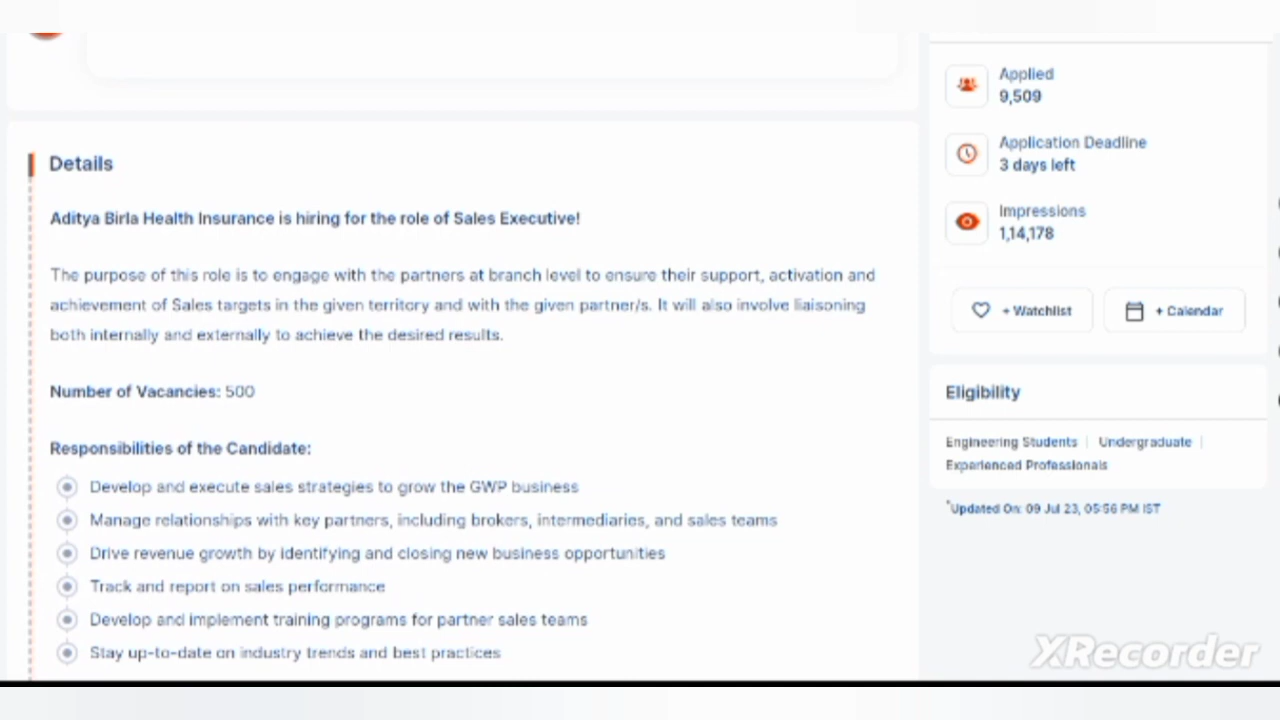 Details
Aditya Birla Health Insurance is hiring for the role of Sales Executive!
The purpose of this role is to engage with the partners at branch level to ensure their support, activation and
achievement of Sales targets in the given territory and with the given partner/s. It will also involve liaisoning
both internally and externally to achieve the desired results.
Number of Vacancies: 500
Responsibilities of the Candidate:
Develop and execute sales strategies to grow the GWP business
Manage relationships with key partners, including brokers, intermediaries, and sales teams
Drive revenue growth by identifying and closing new business opportunities
Track and report on sales performance
Develop and implement training programs for partner sales teams
Stay up-to-date on industry trends and best practices
Applied
9,509
Application Deadline
3 days left
Impressions
1,14,178
+ Watchlist
+ Calendar
Eligibility
Engineering Students | Undergraduate |
Experienced Professionals
*Updated On: 09 Jul 23, 05:56 PM IST
XRecorder